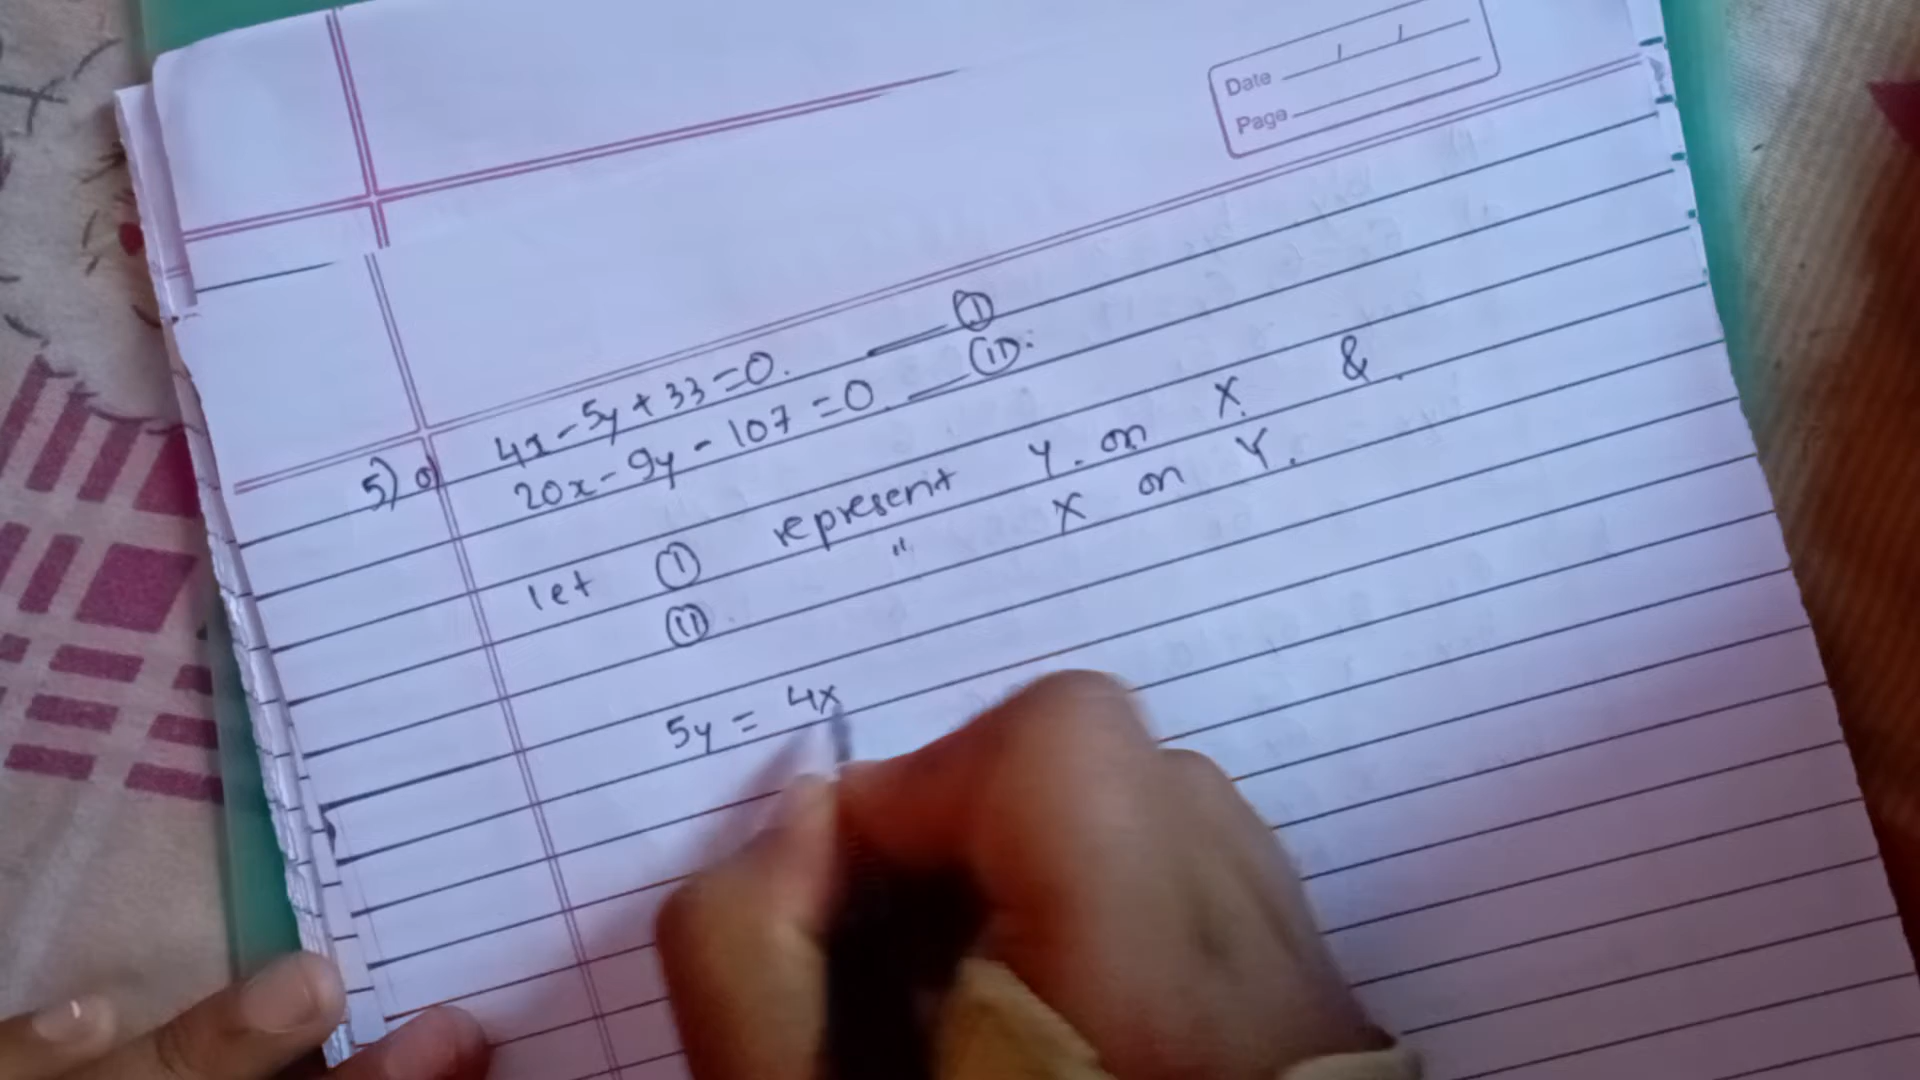 Date
Page
5) a) 4x - 5y + 33 = 0. —— (I)
20x - 9y - 107 = 0. —— (II).
let (I) represent Y. on X &
(II) " X on Y.
5y = 4x